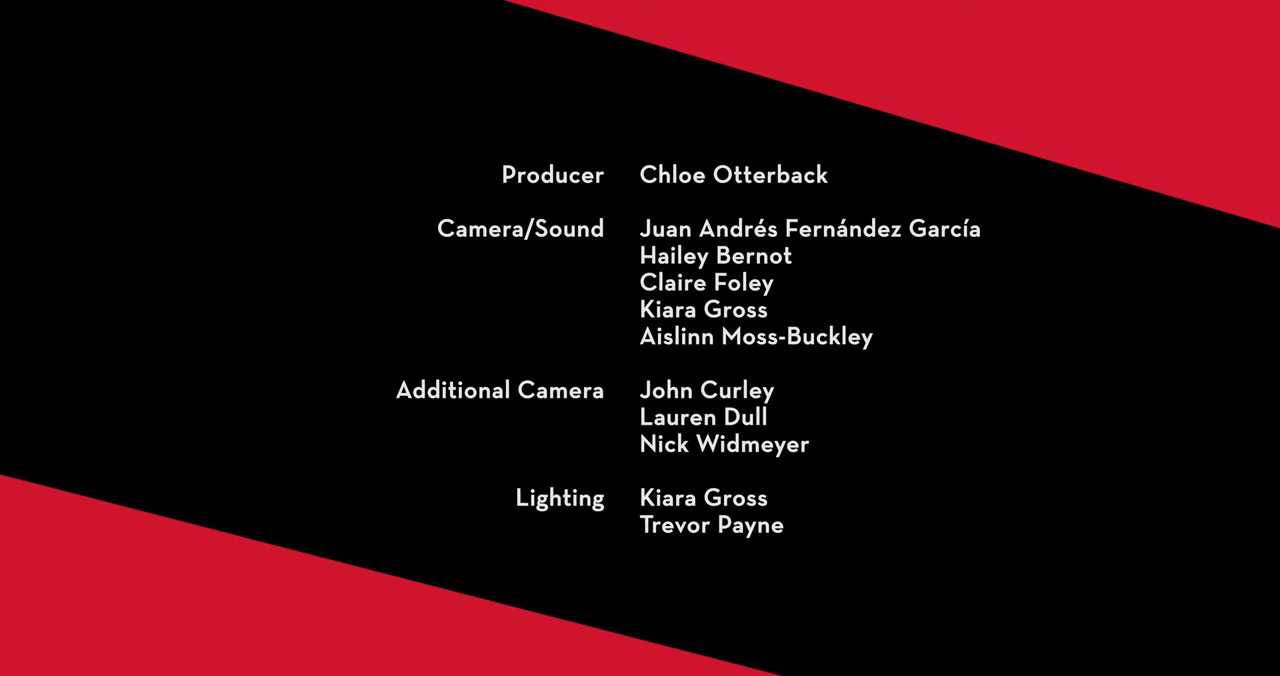 Producer Chloe Otterback
Camera/Sound Juan Andrés Fernández García
Hailey Bernot
Claire Foley
Kiara Gross
Aislinn Moss-Buckley
Additional Camera John Curley
Lauren Dull
Nick Widmeyer
Lighting Kiara Gross
Trevor Payne